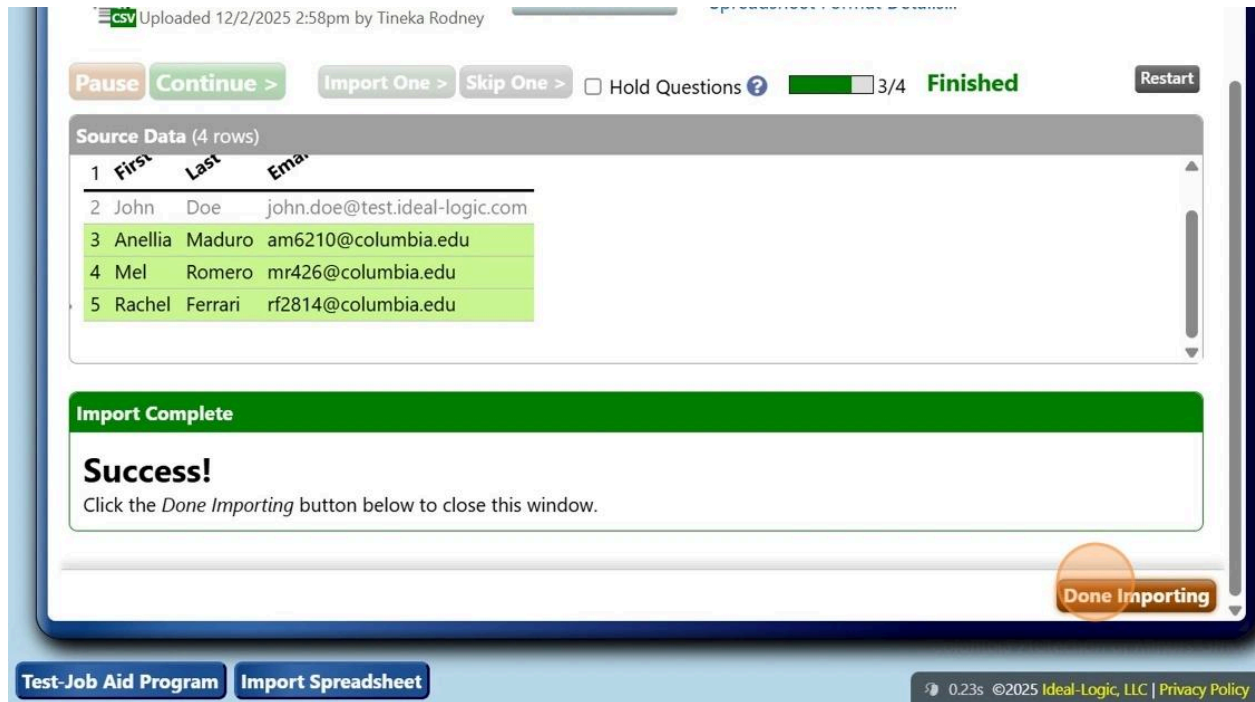 CSV Uploaded 12/2/2025 2:58pm by Tineka Rodney
Spreadsheet Format Details...
Pause Continue > Import One > Skip One > Hold Questions ? 3/4 Finished Restart
Source Data (4 rows)
1 First Last Email
2 John Doe john.doe@test.ideal-logic.com
3 Anellia Maduro am6210@columbia.edu
4 Mel Romero mr426@columbia.edu
5 Rachel Ferrari rf2814@columbia.edu
Import Complete
Success!
Click the Done Importing button below to close this window.
Done Importing
Test-Job Aid Program Import Spreadsheet
0.23s ©2025 Ideal-Logic, LLC | Privacy Policy